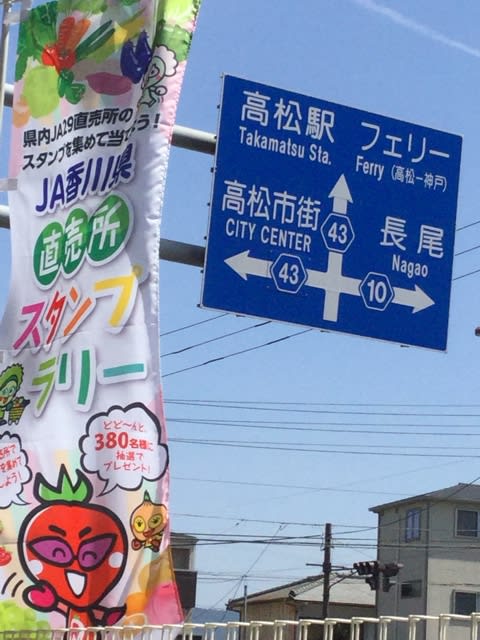 県内JA29直売所の
スタンプを集めて当てよう!
JA香川県
直売所
スタンプ
ラリー
どど〜んと、
380名様に
抽選で
プレゼント!
高松駅
Takamatsu Sta.
フェリー
Ferry (高松ー神戸)
高松市街
CITY CENTER
43
長尾
Nagao
43
10